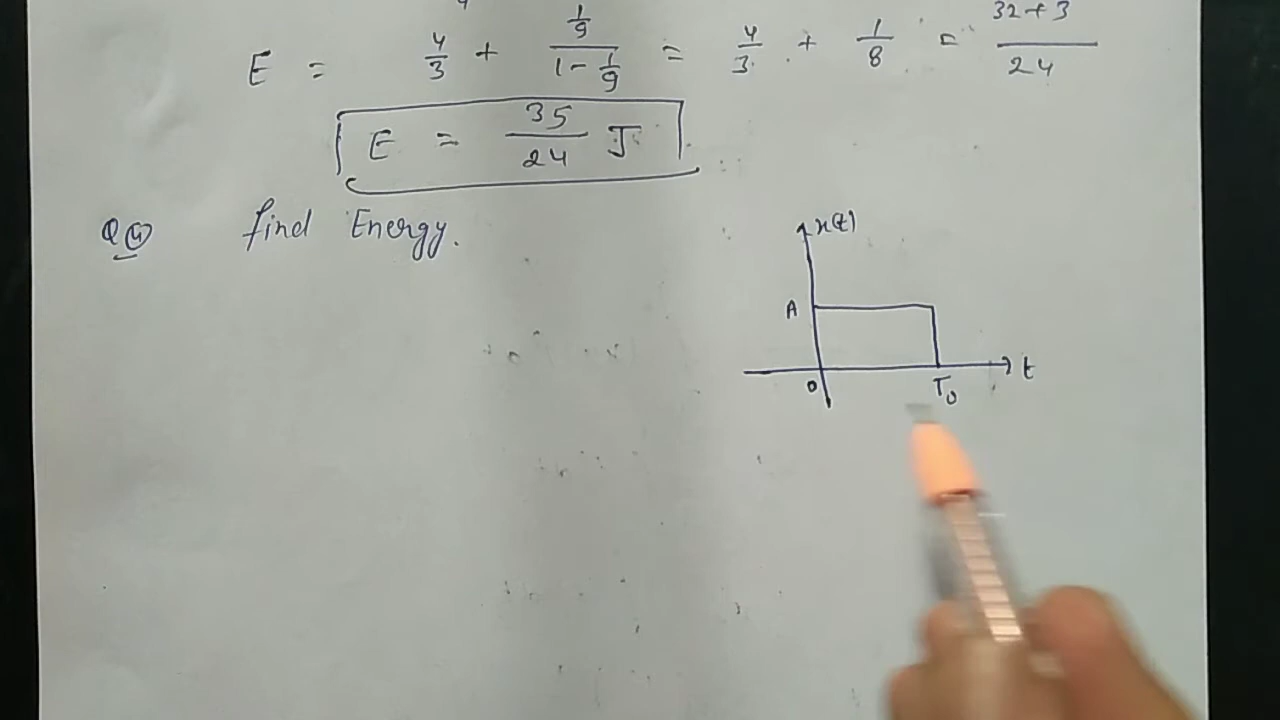 E = 4/3 + (1/9)/(1 - 1/9) = 4/3 + 1/8 = (32+3)/24
E = 35/24 J
Q④ find Energy.
x(t)
A
0 T₀ t